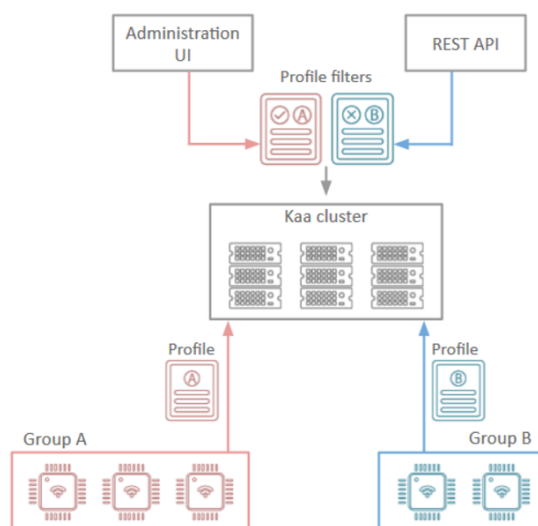 Administration
UI
REST API
Profile filters
A
B
Kaa cluster
Profile
Profile
A
B
Group A
Group B